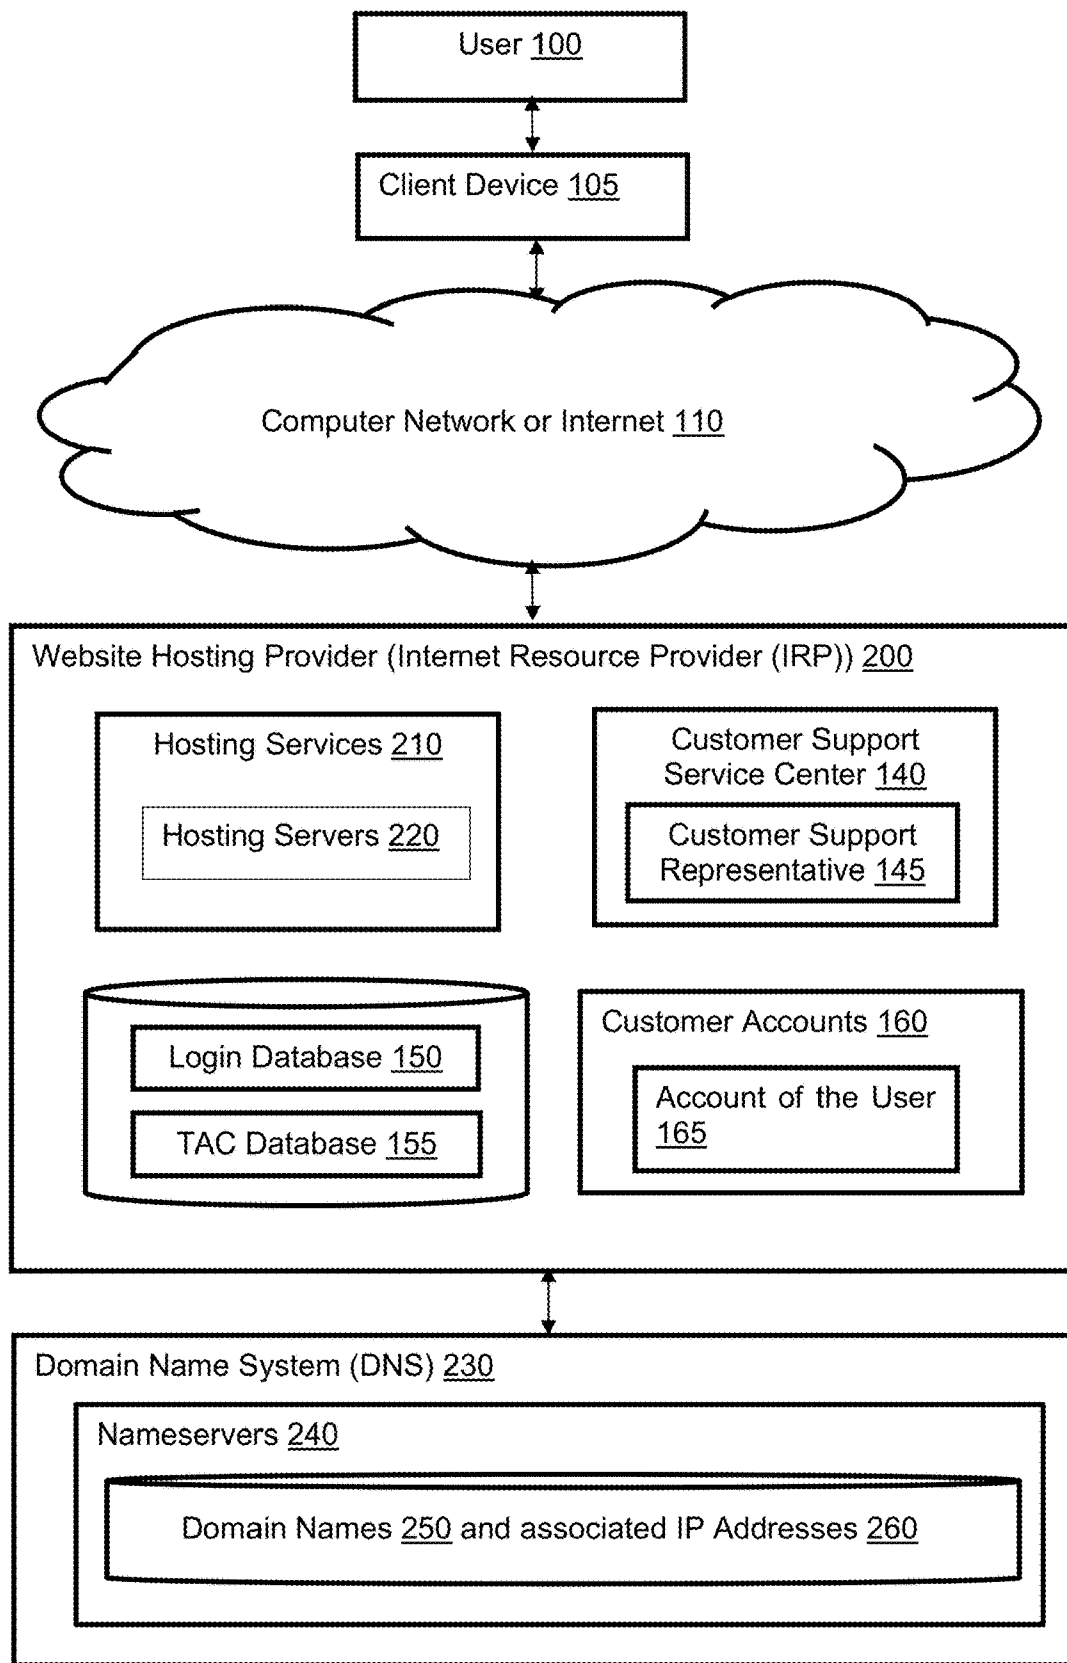 User 100
Client Device 105
Computer Network or Internet 110
Website Hosting Provider (Internet Resource Provider (IRP)) 200
Hosting Services 210
Hosting Servers 220
Customer Support
Service Center 140
Customer Support
Representative 145
Login Database 150
TAC Database 155
Customer Accounts 160
Account of the User
165
Domain Name System (DNS) 230
Nameservers 240
Domain Names 250 and associated IP Addresses 260